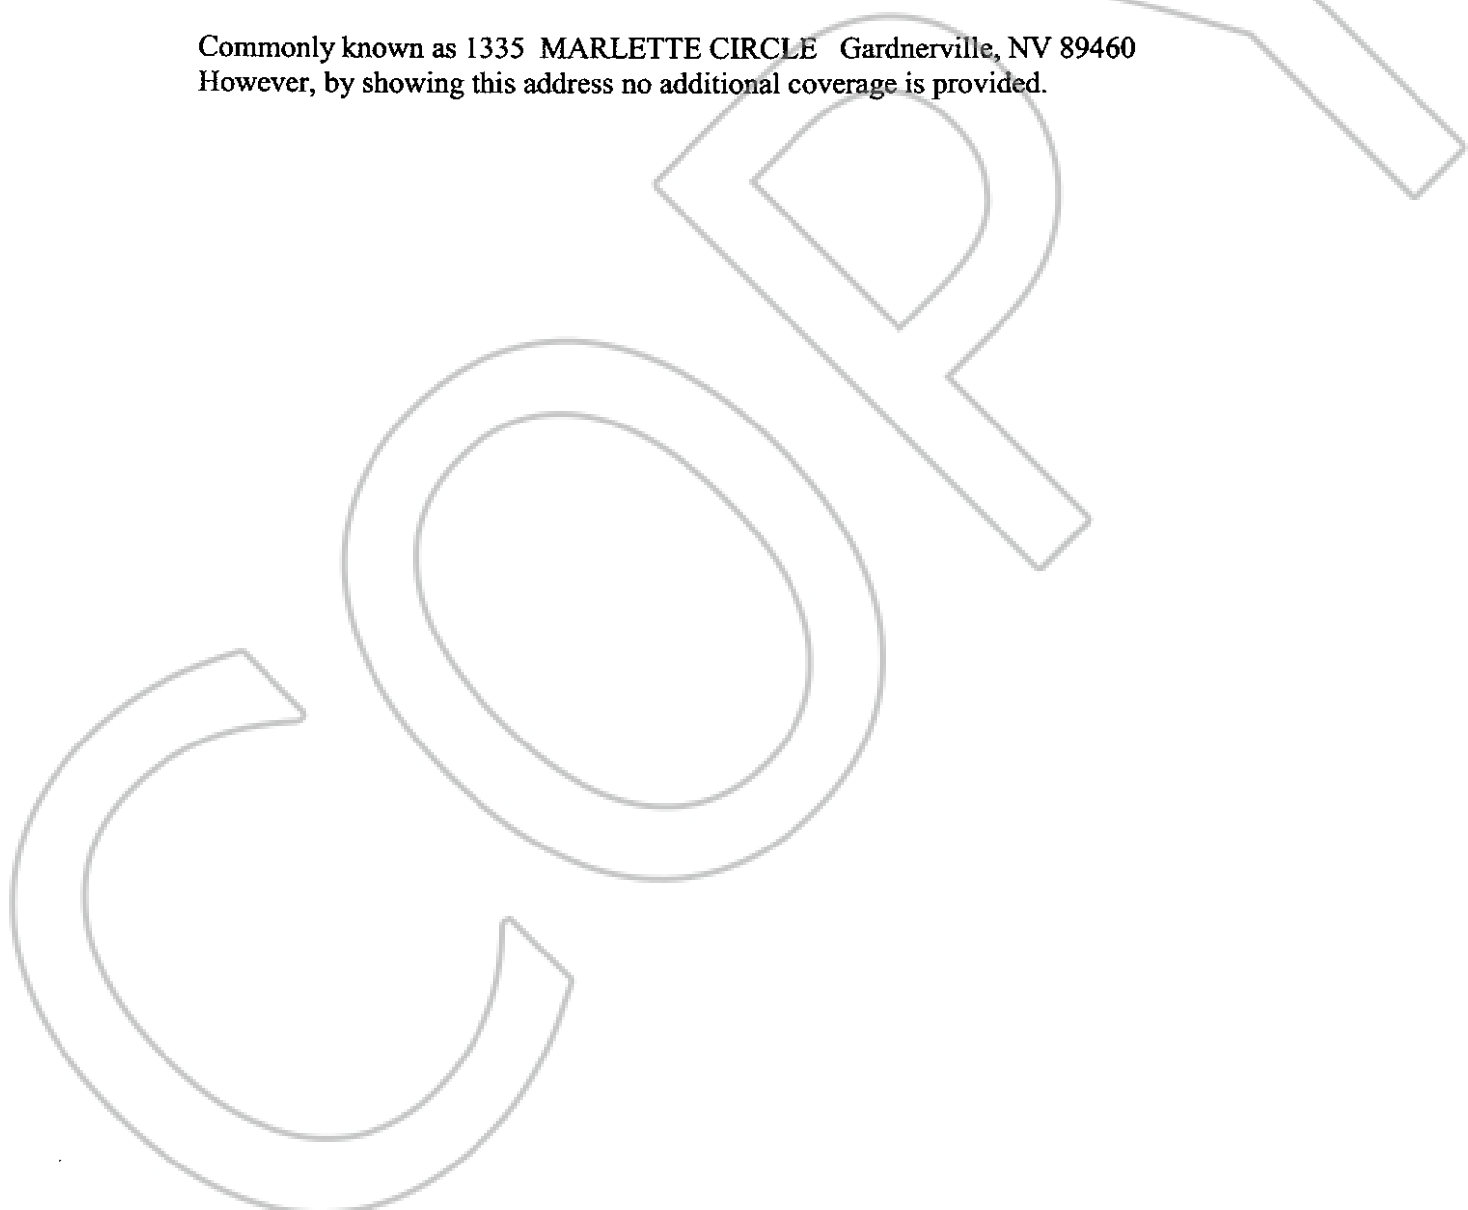 Commonly known as 1335 MARLETTE CIRCLE Gardnerville, NV 89460
However, by showing this address no additional coverage is provided.
COPY